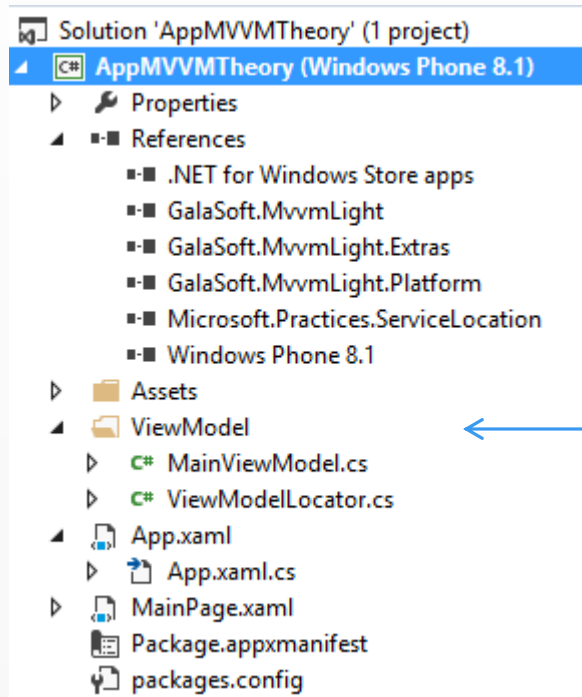 Solution 'AppMVVMTheory' (1 project)
C# AppMVVMTheory (Windows Phone 8.1)
Properties
References
.NET for Windows Store apps
GalaSoft.MvvmLight
GalaSoft.MvvmLight.Extras
GalaSoft.MvvmLight.Platform
Microsoft.Practices.ServiceLocation
Windows Phone 8.1
Assets
ViewModel
C# MainViewModel.cs
C# ViewModelLocator.cs
App.xaml
App.xaml.cs
MainPage.xaml
Package.appxmanifest
packages.config